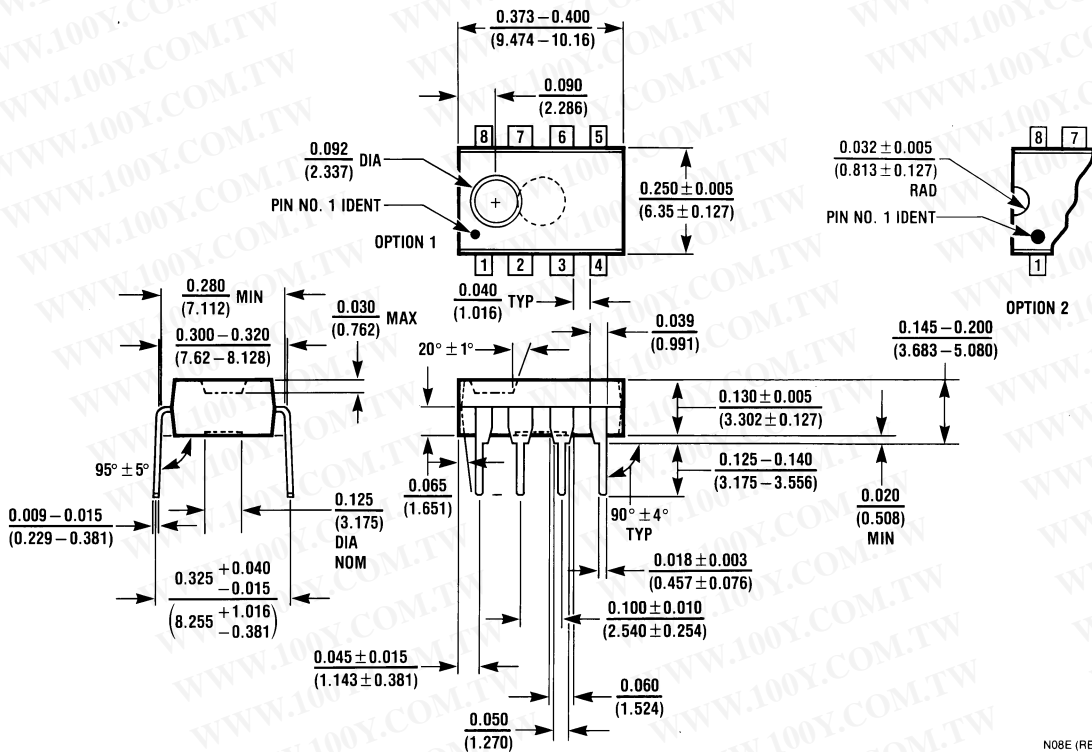 0.373 – 0.400
(9.474 – 10.16)
0.090
(2.286)
8 7 6 5
0.092 DIA
(2.337)
PIN NO. 1 IDENT
OPTION 1
1 2 3 4
0.250 ± 0.005
(6.35 ± 0.127)
0.032 ± 0.005
(0.813 ± 0.127)
RAD
PIN NO. 1 IDENT
8 7
1
OPTION 2
0.280 MIN
(7.112)
0.300 – 0.320
(7.62 – 8.128)
0.030 MAX
(0.762)
0.040 TYP
(1.016)
0.039
(0.991)
20° ± 1°
0.145 – 0.200
(3.683 – 5.080)
0.130 ± 0.005
(3.302 ± 0.127)
0.125 – 0.140
(3.175 – 3.556)
0.020
(0.508)
MIN
95° ± 5°
0.009 – 0.015
(0.229 – 0.381)
0.125
(3.175)
DIA
NOM
0.065
(1.651)
90° ± 4°
TYP
0.018 ± 0.003
(0.457 ± 0.076)
0.325 +0.040
−0.015
(8.255 +1.016
−0.381)
0.100 ± 0.010
(2.540 ± 0.254)
0.045 ± 0.015
(1.143 ± 0.381)
0.060
(1.524)
0.050
(1.270)
N08E (RE
WWW.100Y.COM.TW